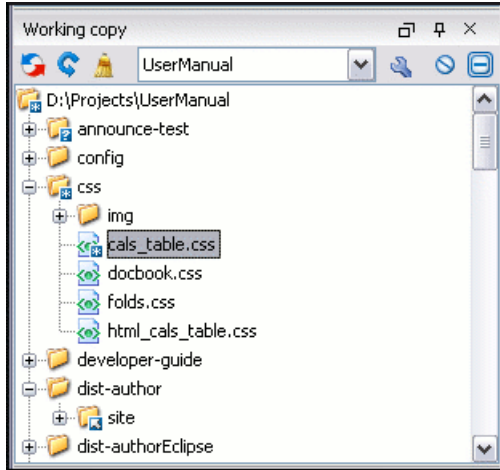 Working copy
UserManual
D:\Projects\UserManual
announce-test
config
css
img
cals_table.css
docbook.css
folds.css
html_cals_table.css
developer-guide
dist-author
site
dist-authorEclipse